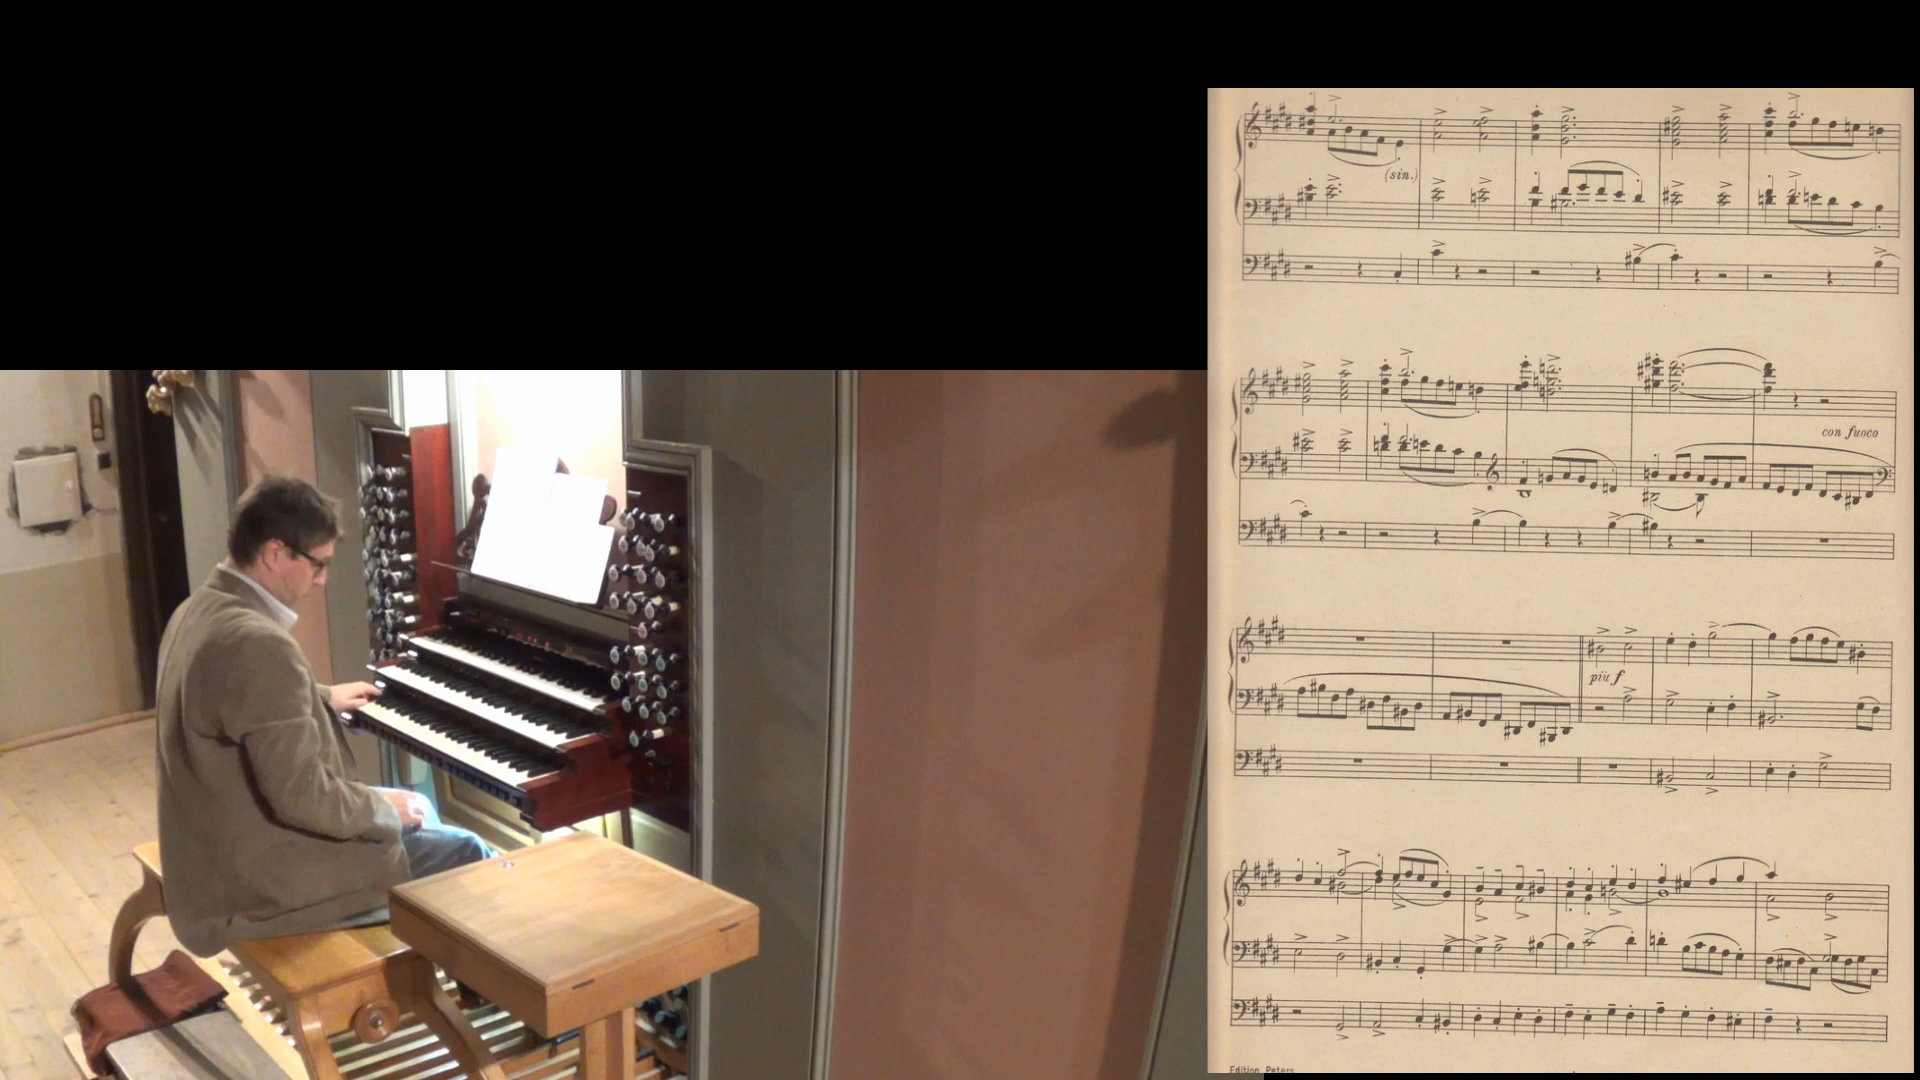 (sin.)
con fuoco
più f
Edition Peters